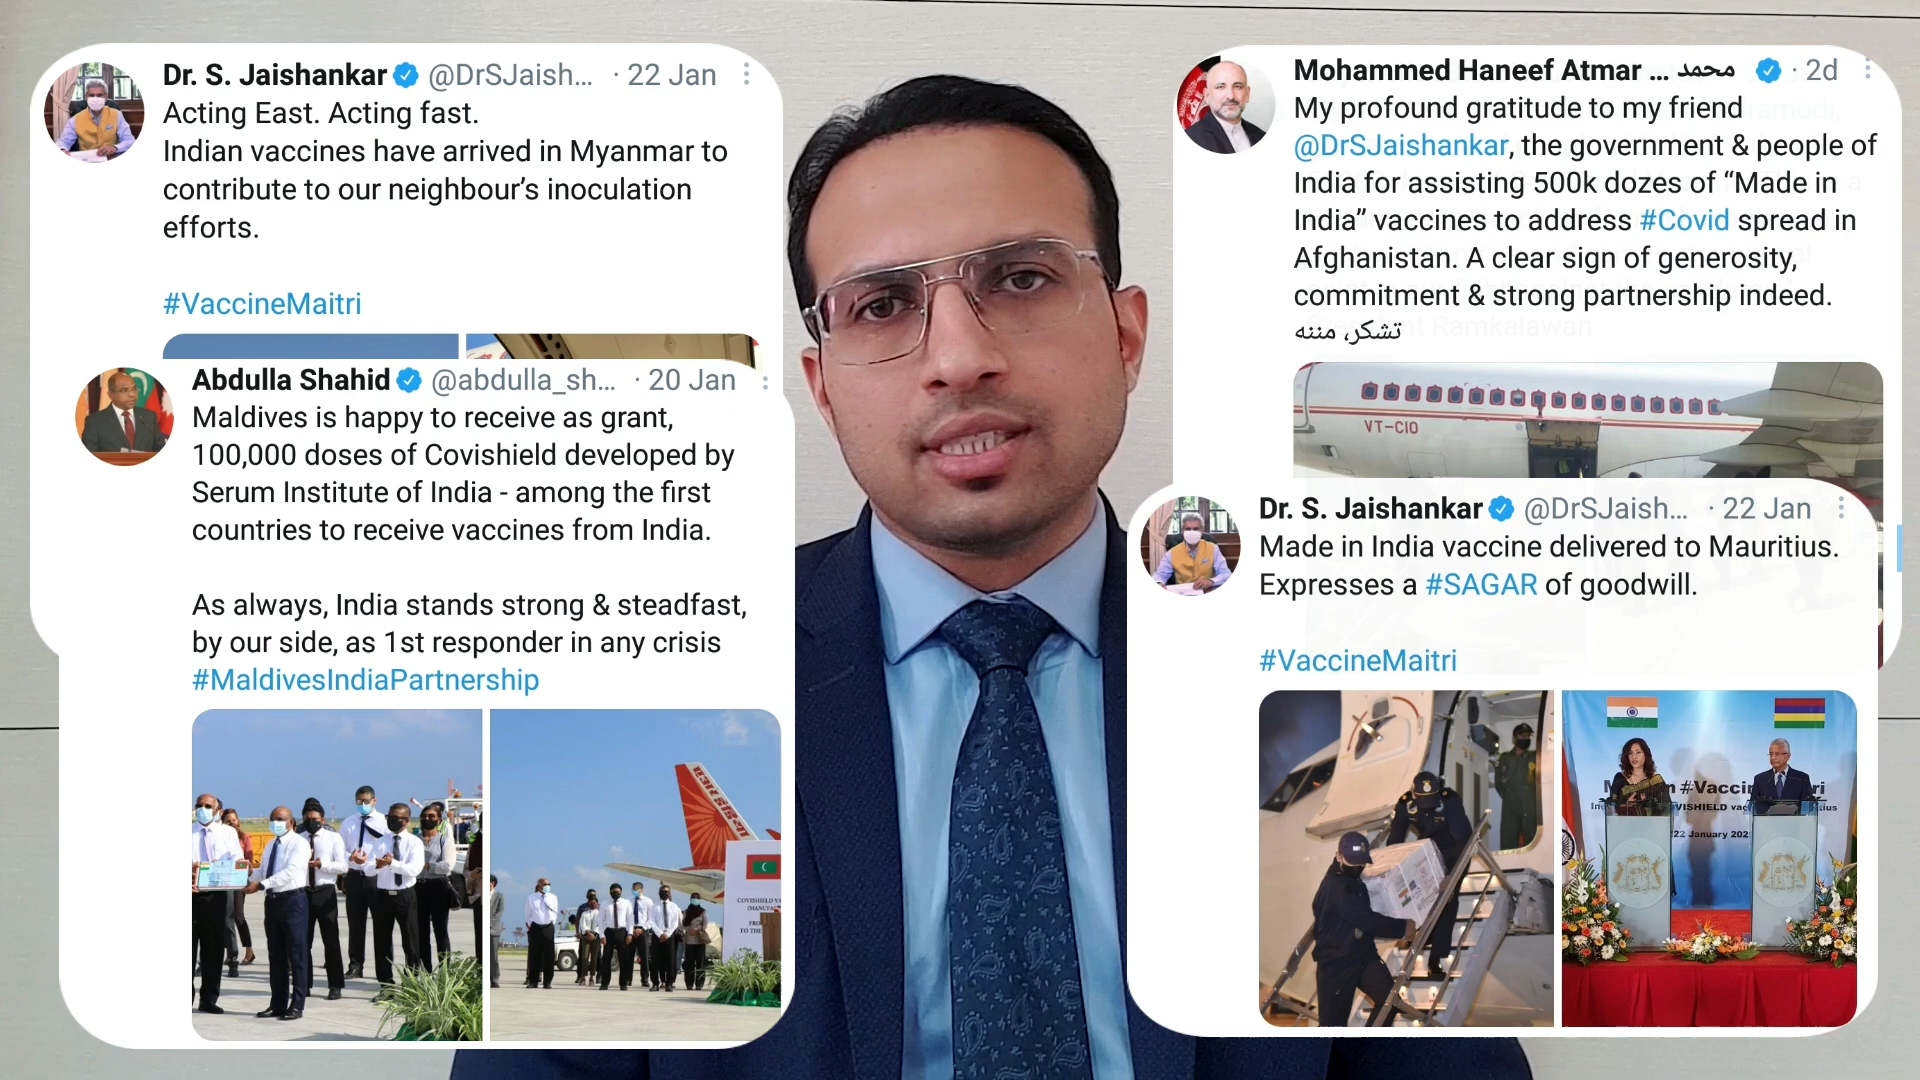 Dr. S. Jaishankar @DrSJaish... · 22 Jan
Acting East. Acting fast.
Indian vaccines have arrived in Myanmar to
contribute to our neighbour's inoculation
efforts.
#VaccineMaitri
Abdulla Shahid @abdulla_sh... · 20 Jan
Maldives is happy to receive as grant,
100,000 doses of Covishield developed by
Serum Institute of India - among the first
countries to receive vaccines from India.
As always, India stands strong & steadfast,
by our side, as 1st responder in any crisis
#MaldivesIndiaPartnership
Mohammed Haneef Atmar ... محمد · 2d
My profound gratitude to my friend
@DrSJaishankar, the government & people of
India for assisting 500k dozes of “Made in
India” vaccines to address #Covid spread in
Afghanistan. A clear sign of generosity,
commitment & strong partnership indeed.
تشکر، مننه
Ramkalawan
VT-CIO
Dr. S. Jaishankar @DrSJaish... · 22 Jan
Made in India vaccine delivered to Mauritius.
Expresses a #SAGAR of goodwill.
#VaccineMaitri
22 January 202